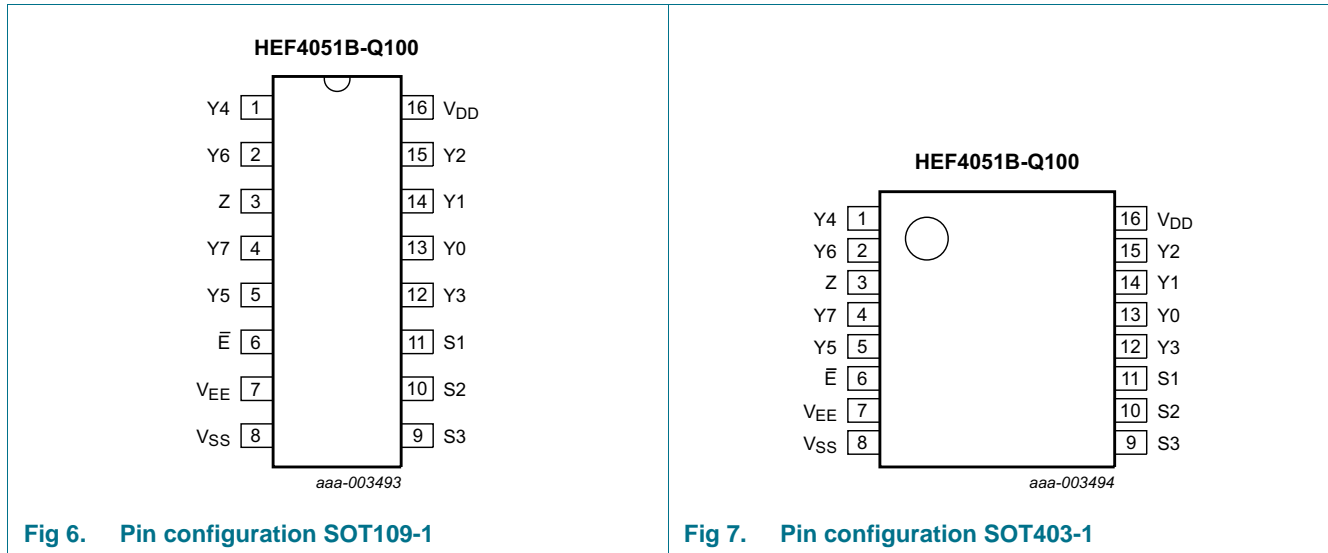 HEF4051B-Q100
Y4 1 16 VDD
Y6 2 15 Y2
Z 3 14 Y1
Y7 4 13 Y0
Y5 5 12 Y3
E̅ 6 11 S1
VEE 7 10 S2
VSS 8 9 S3
aaa-003493
Fig 6. Pin configuration SOT109-1
HEF4051B-Q100
Y4 1 16 VDD
Y6 2 15 Y2
Z 3 14 Y1
Y7 4 13 Y0
Y5 5 12 Y3
E̅ 6 11 S1
VEE 7 10 S2
VSS 8 9 S3
aaa-003494
Fig 7. Pin configuration SOT403-1